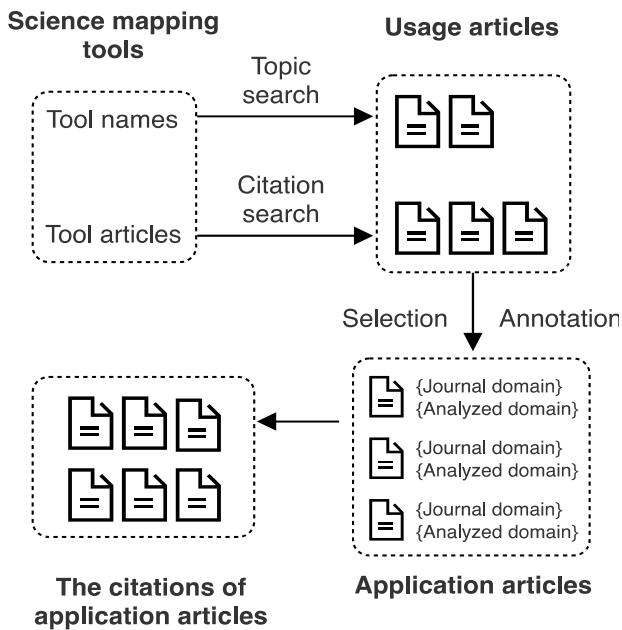 Science mapping
tools
Usage articles
Tool names
Topic
search
Tool articles
Citation
search
Selection
Annotation
{Journal domain}
{Analyzed domain}
{Journal domain}
{Analyzed domain}
{Journal domain}
{Analyzed domain}
The citations of
application articles
Application articles